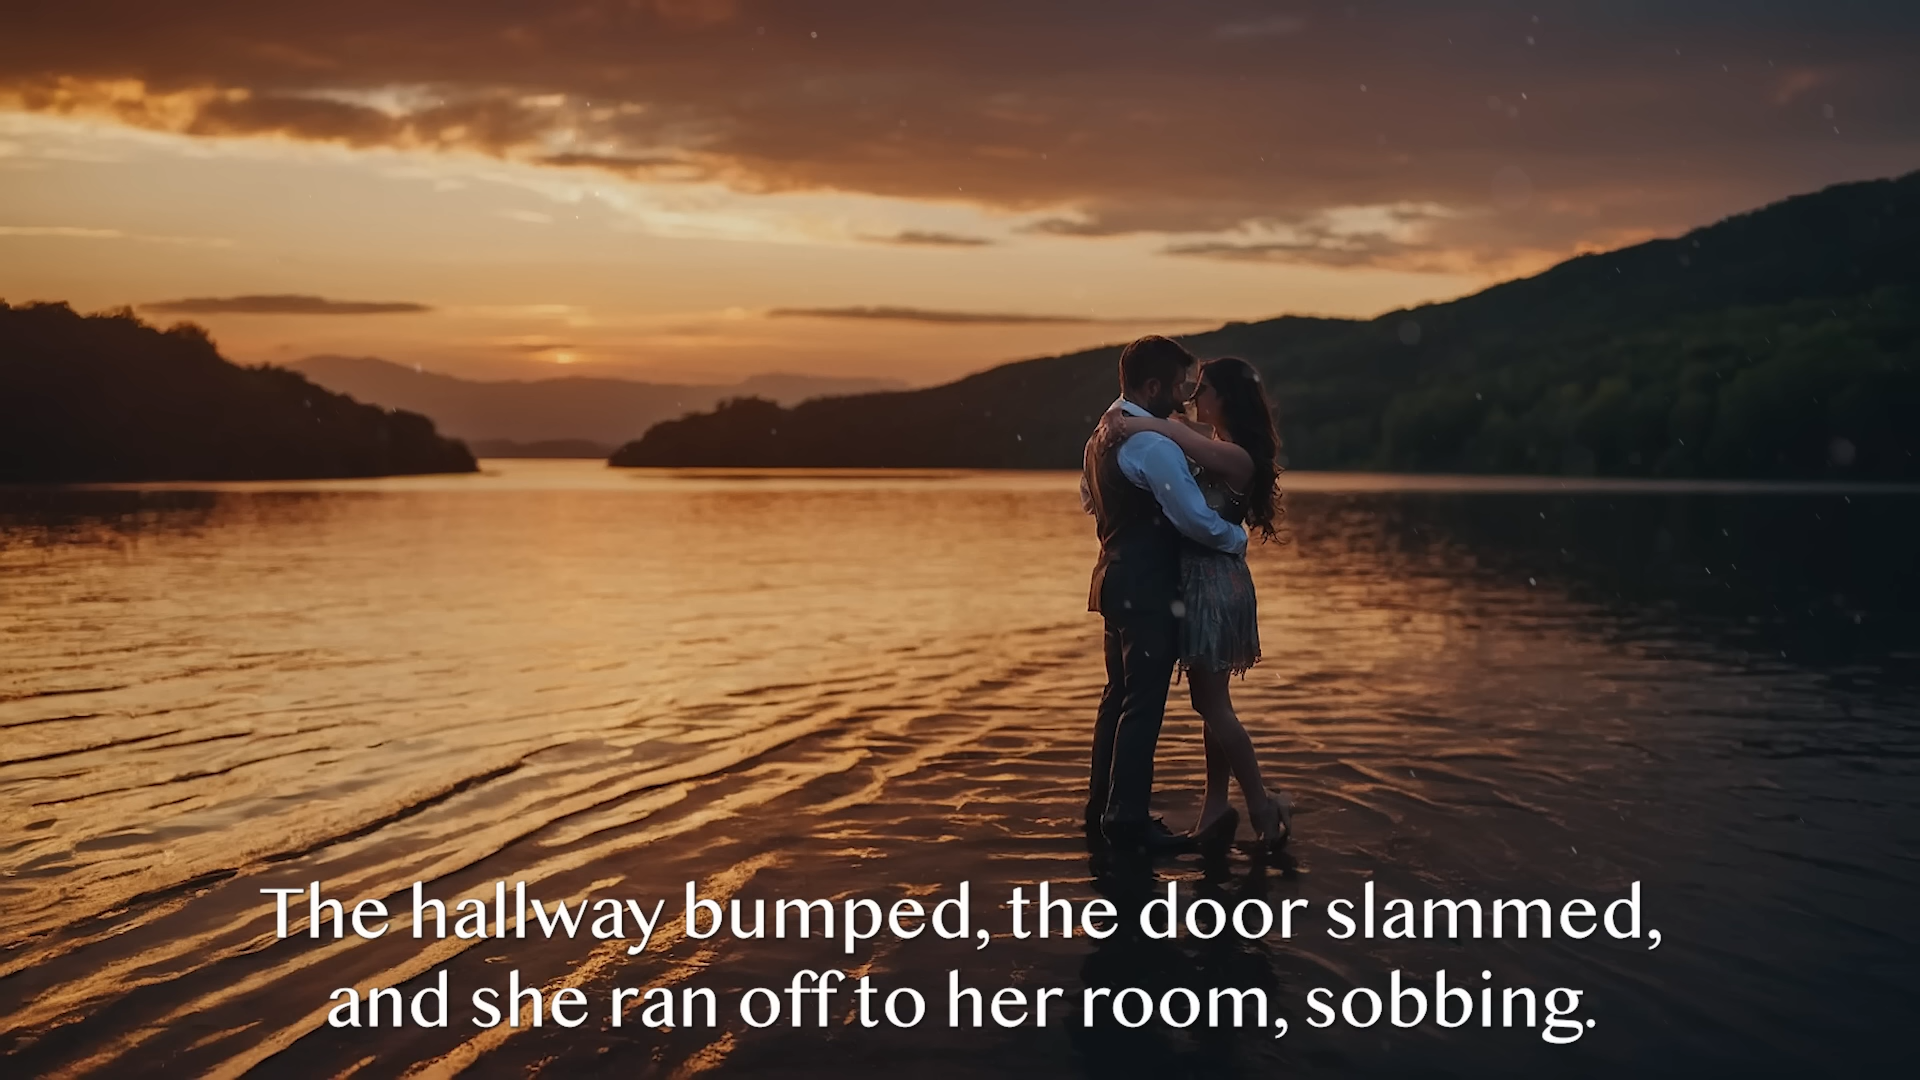 The hallway bumped, the door slammed,
and she ran off to her room, sobbing.